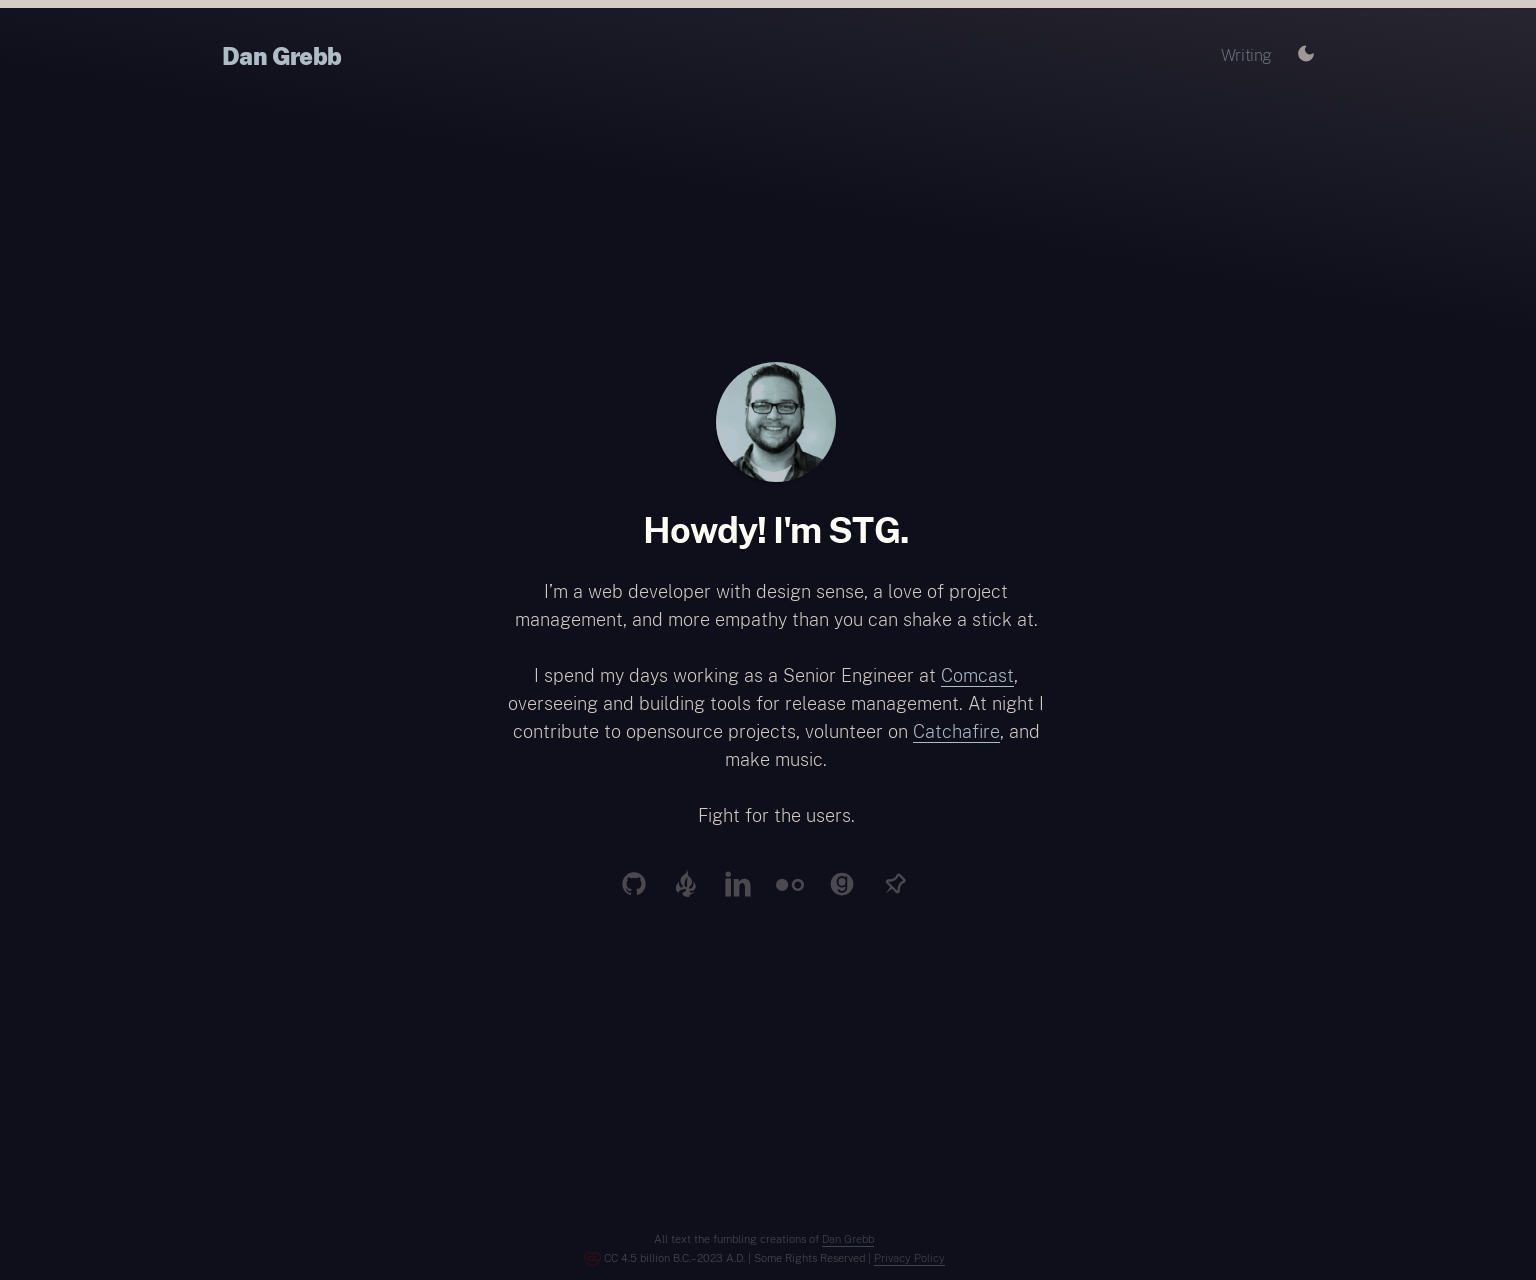 Dan Grebb
Writing
Howdy! I'm STG.
I’m a web developer with design sense, a love of project
management, and more empathy than you can shake a stick at.
I spend my days working as a Senior Engineer at Comcast,
overseeing and building tools for release management. At night I
contribute to opensource projects, volunteer on Catchafire, and
make music.
Fight for the users.
All text the fumbling creations of Dan Grebb
CC 4.5 billion B.C.–2023 A.D. | Some Rights Reserved | Privacy Policy